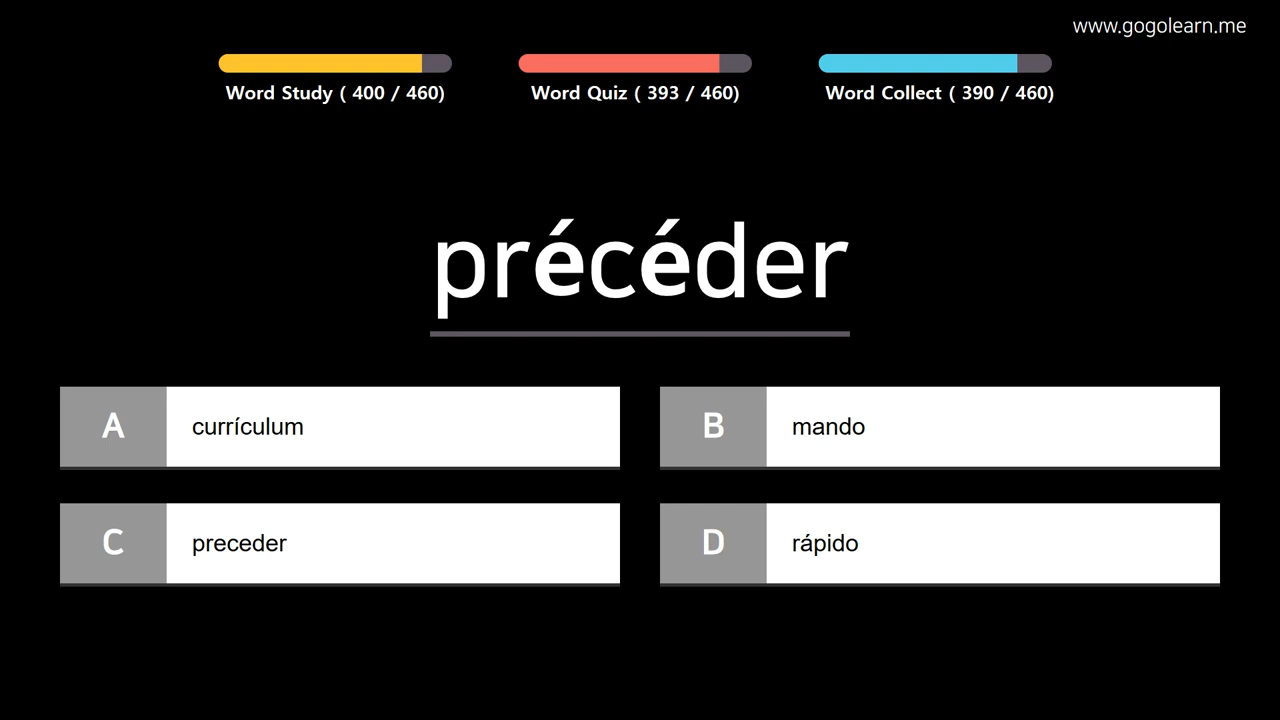 www.gogolearn.me
Word Study ( 400 / 460)
Word Quiz ( 393 / 460)
Word Collect ( 390 / 460)
précéder
A currículum
B mando
C preceder
D rápido